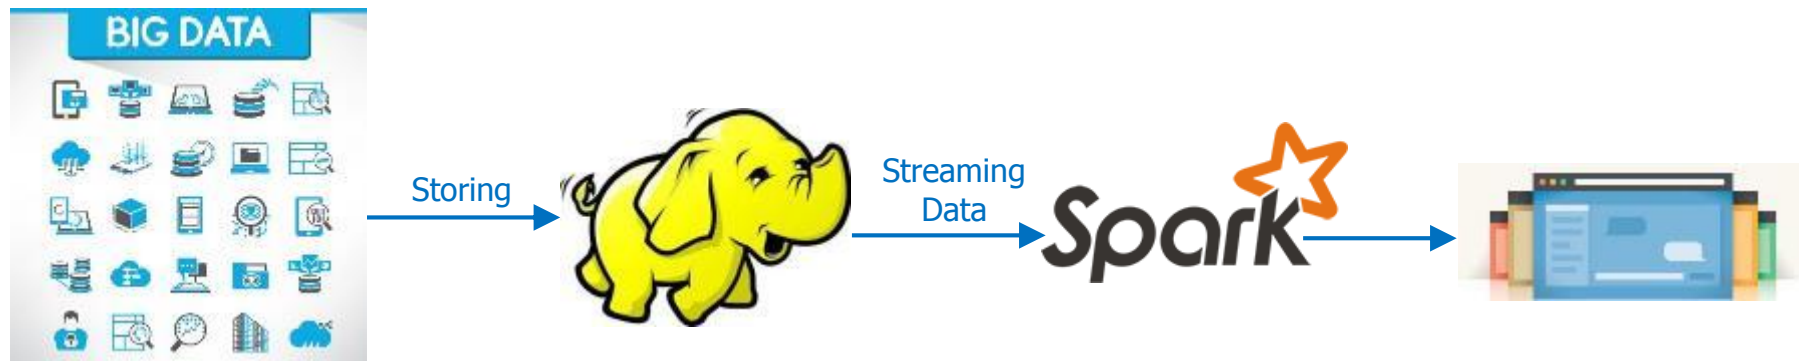 BIG DATA
Storing
Streaming
Data
Spark